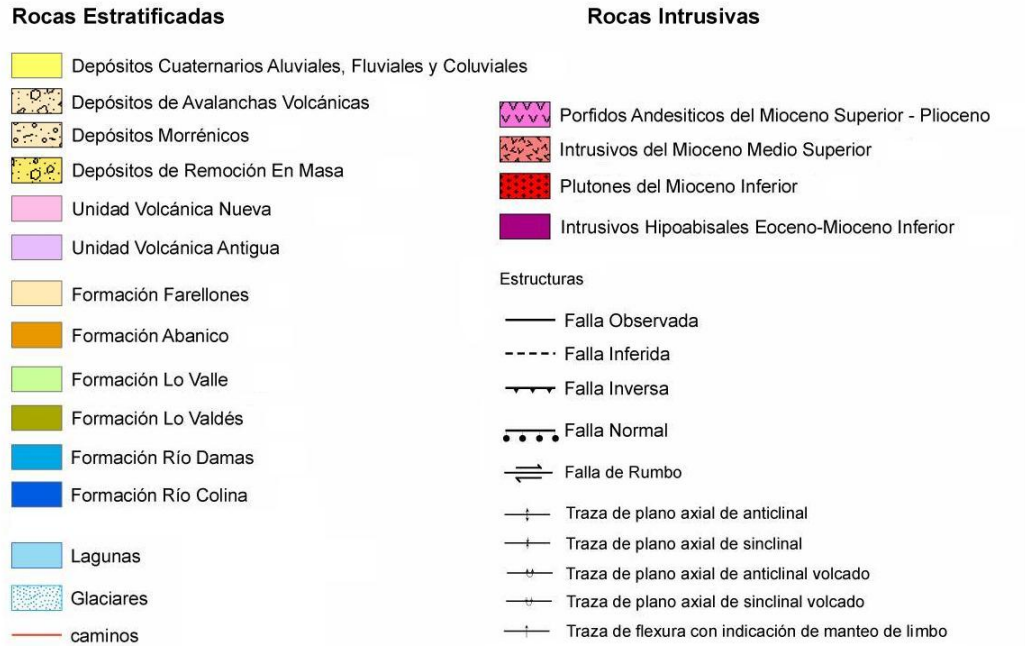 Rocas Estratificadas
Depósitos Cuaternarios Aluviales, Fluviales y Coluviales
Depósitos de Avalanchas Volcánicas
Depósitos Morrénicos
Depósitos de Remoción En Masa
Unidad Volcánica Nueva
Unidad Volcánica Antigua
Formación Farellones
Formación Abanico
Formación Lo Valle
Formación Lo Valdés
Formación Río Damas
Formación Río Colina
Lagunas
Glaciares
caminos
Rocas Intrusivas
Porfidos Andesiticos del Mioceno Superior - Plioceno
Intrusivos del Mioceno Medio Superior
Plutones del Mioceno Inferior
Intrusivos Hipoabisales Eoceno-Mioceno Inferior
Estructuras
Falla Observada
Falla Inferida
Falla Inversa
Falla Normal
Falla de Rumbo
Traza de plano axial de anticlinal
Traza de plano axial de sinclinal
Traza de plano axial de anticlinal volcado
Traza de plano axial de sinclinal volcado
Traza de flexura con indicación de manteo de limbo